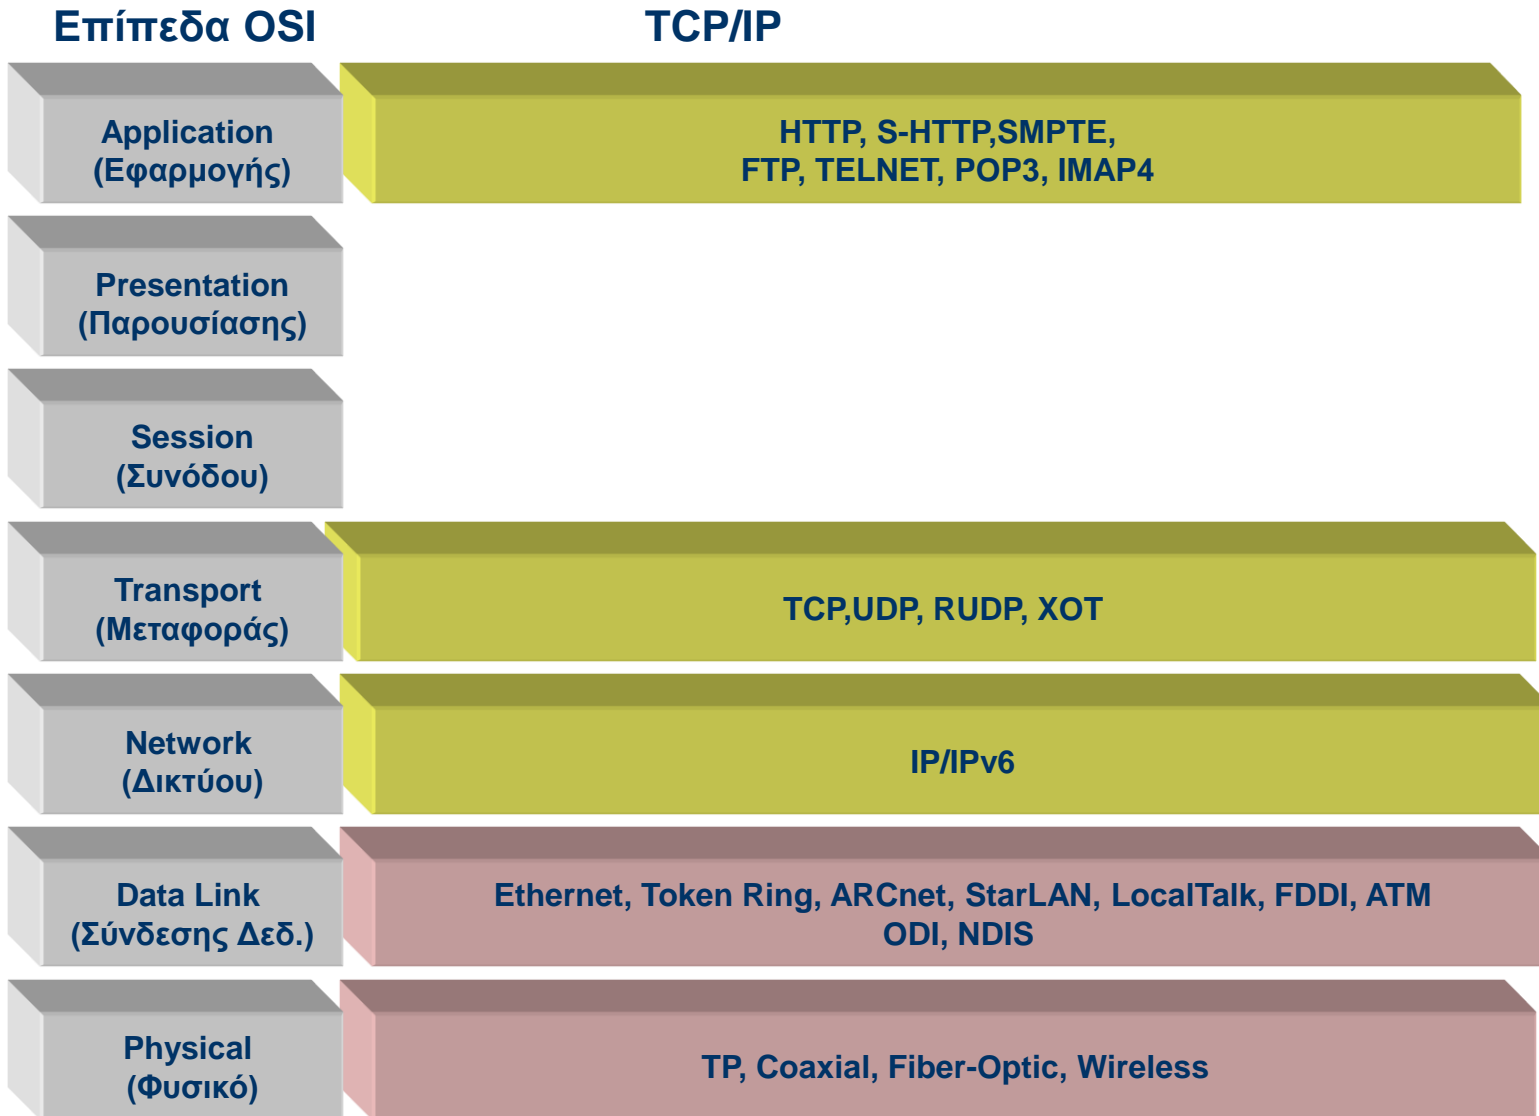 Επίπεδα OSI
TCP/IP
Application
(Εφαρμογής)
HTTP, S-HTTP,SMPTE,
FTP, TELNET, POP3, IMAP4
Presentation
(Παρουσίασης)
Session
(Συνόδου)
Transport
(Μεταφοράς)
TCP,UDP, RUDP, XOT
Network
(Δικτύου)
IP/IPv6
Data Link
(Σύνδεσης Δεδ.)
Ethernet, Token Ring, ARCnet, StarLAN, LocalTalk, FDDI, ATM
ODI, NDIS
Physical
(Φυσικό)
TP, Coaxial, Fiber-Optic, Wireless